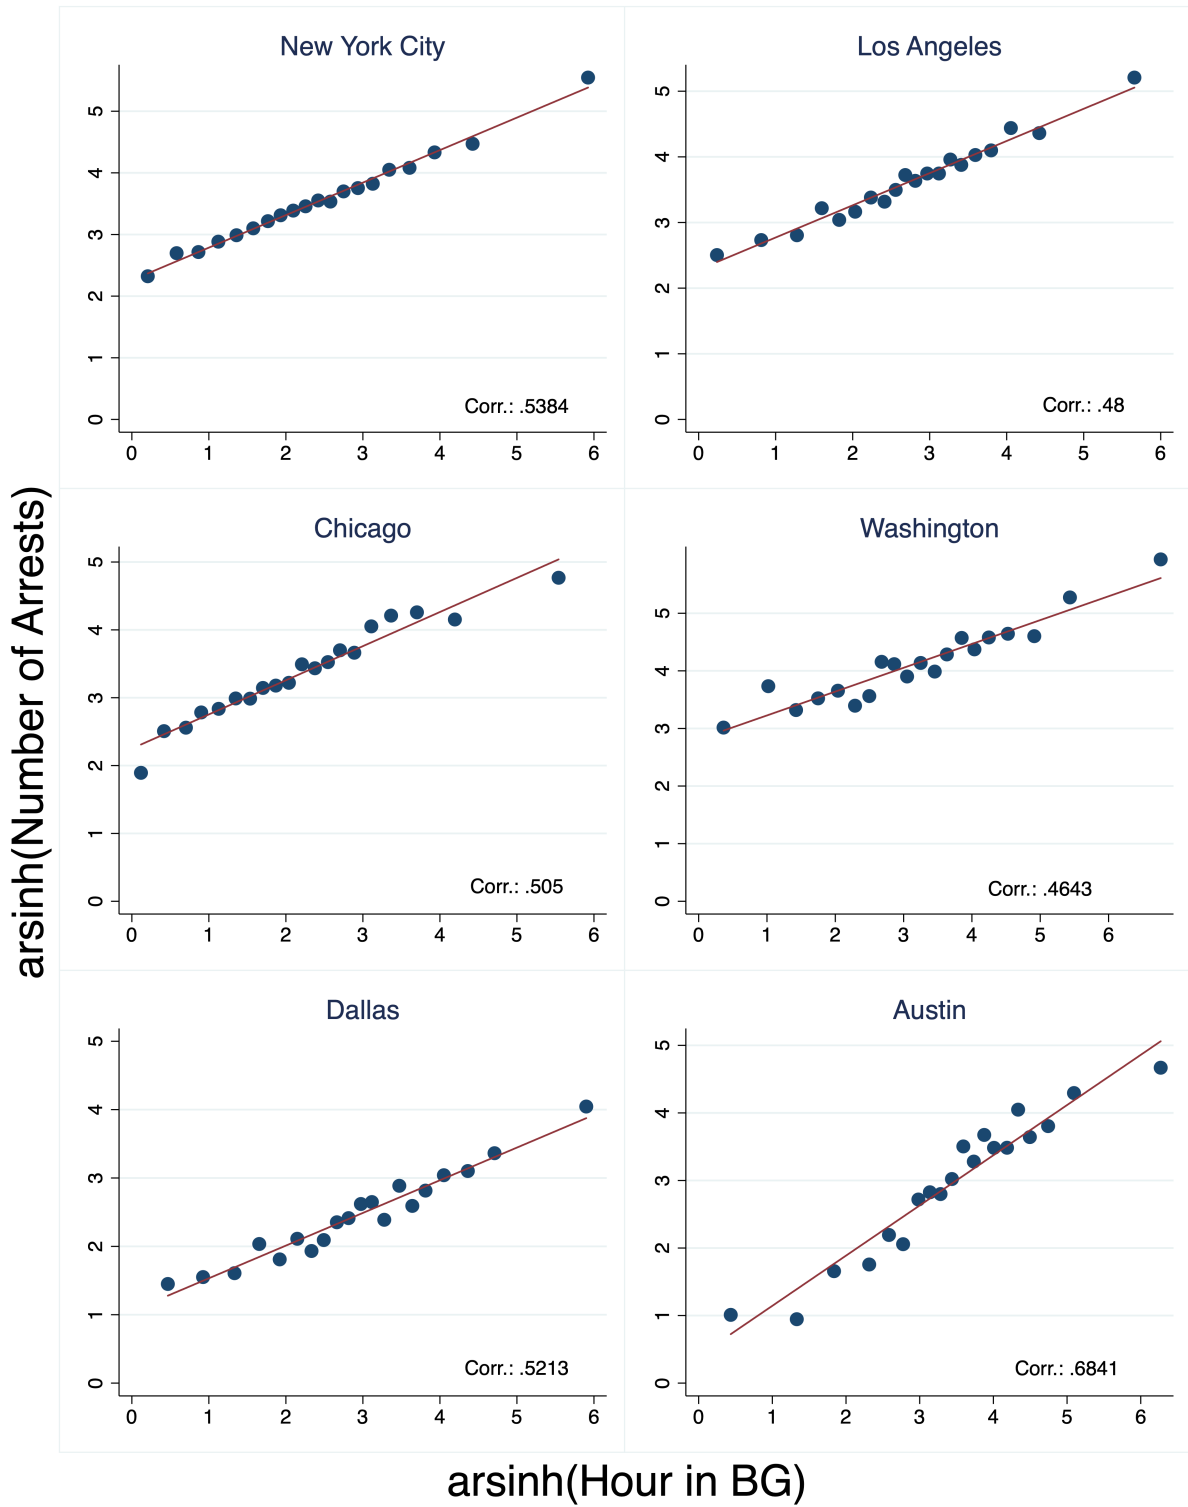 New York City
5
4
3
2
1
0
Corr.: .5384
0 1 2 3 4 5 6
Los Angeles
5
4
3
2
1
0
Corr.: .48
0 1 2 3 4 5 6
arsinh(Number of Arrests)
Chicago
5
4
3
2
1
0
Corr.: .505
0 1 2 3 4 5 6
Washington
5
4
3
2
1
0
Corr.: .4643
0 1 2 3 4 5 6
Dallas
5
4
3
2
1
0
Corr.: .5213
0 1 2 3 4 5 6
Austin
5
4
3
2
1
0
Corr.: .6841
0 1 2 3 4 5 6
arsinh(Hour in BG)